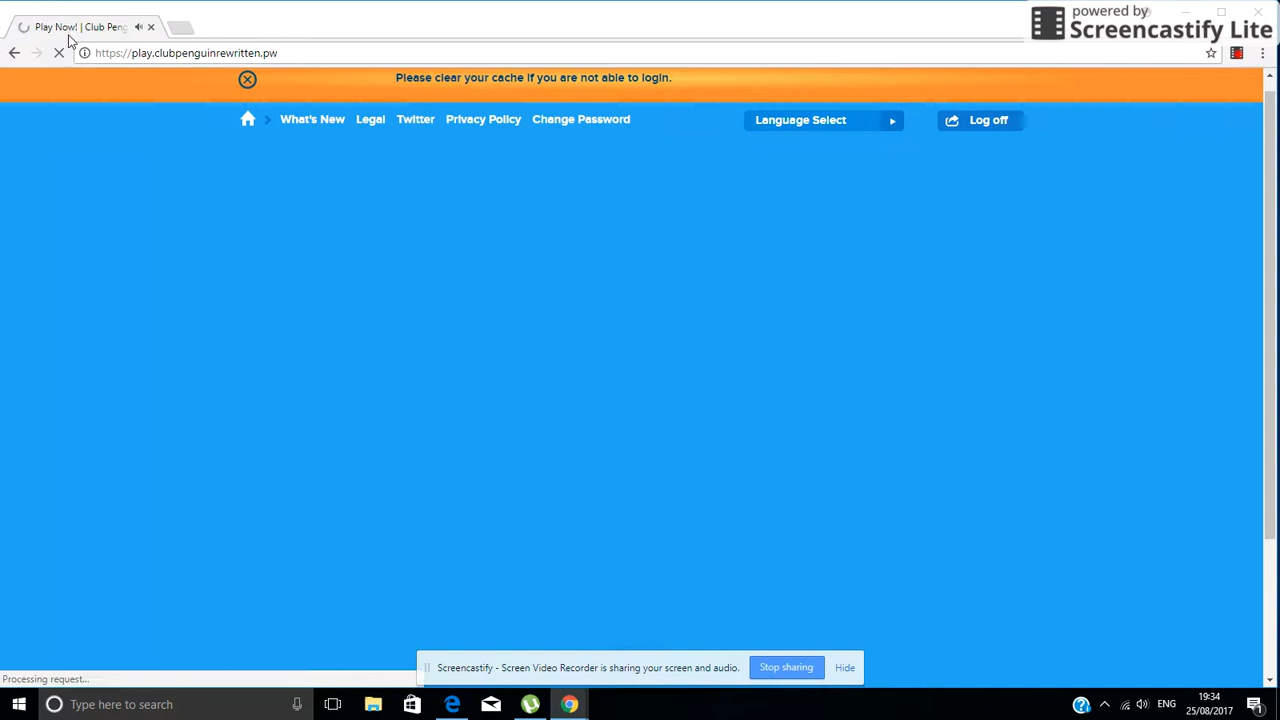 powered by
Screencastify Lite
Play Now! | Club Peng
https://play.clubpenguinrewritten.pw
Please clear your cache if you are not able to login.
What's New Legal Twitter Privacy Policy Change Password Language Select Log off
Screencastify - Screen Video Recorder is sharing your screen and audio. Stop sharing Hide
Processing request...
Type here to search
ENG
19:34
25/08/2017